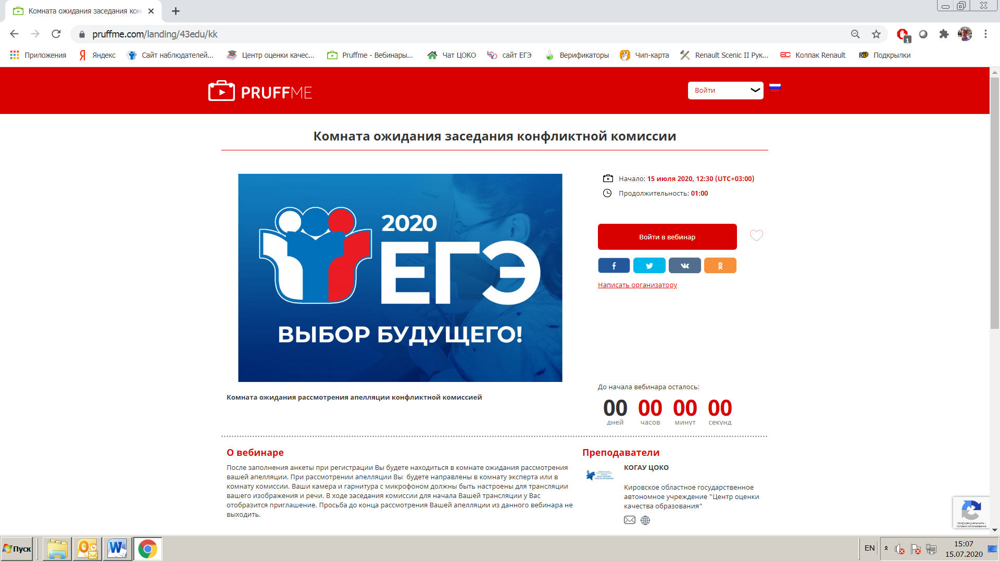 Комната ожидания заседания кон
pruffme.com/landing/43edu/kk
1
Приложения
Яндекс
Сайт наблюдателей...
Центр оценки качес...
Pruffme - Вебинары...
Чат ЦОКО
сайт ЕГЭ
Верификаторы
Чип-карта
Renault Scenic II Рук...
Колпак Renault
Подкрылки
PRUFFME
Войти
Комната ожидания заседания конфликтной комиссии
2020
ЕГЭ
ВЫБОР БУДУЩЕГО!
Начало: 15 июля 2020, 12:30 (UTC+03:00)
Продолжительность: 01:00
Войти в вебинар
Написать организатору
До начала вебинара осталось:
00 00 00 00
дней часов минут секунд
Комната ожидания рассмотрения апелляции конфликтной комиссией
О вебинаре
После заполнения анкеты при регистрации Вы будете находиться в комнате ожидания рассмотрения
вашей апелляции. При рассмотрении апелляции Вы будете направлены в комнату эксперта или в
комнату комиссии. Ваши камера и гарнитура с микрофоном должны быть настроены для трансляции
вашего изображения и речи. В ходе заседания комиссии для начала Вашей трансляции у Вас
отобразится приглашение. Просьба до конца рассмотрения Вашей апелляции из данного вебинара не
выходить.
Преподаватели
КОГАУ ЦОКО
Кировское областное государственное
автономное учреждение "Центр оценки
качества образования"
Конфиденциальность -
Условия использования
Пуск
EN
15:07
15.07.2020